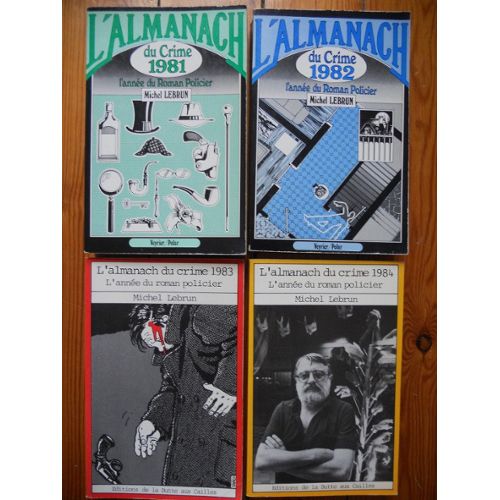 L'ALMANACH
du Crime
1981
l'année du Roman Policier
Michel LEBRUN
Veyrier / Polar
L'ALMANACH
du Crime
1982
l'année du Roman Policier
Michel LEBRUN
Veyrier / Polar
L'almanach du crime 1983
L'année du roman policier
Michel Lebrun
Editions de la Butte aux Cailles
L'almanach du crime 1984
L'année du roman policier
Michel Lebrun
Editions de la Butte aux Cailles